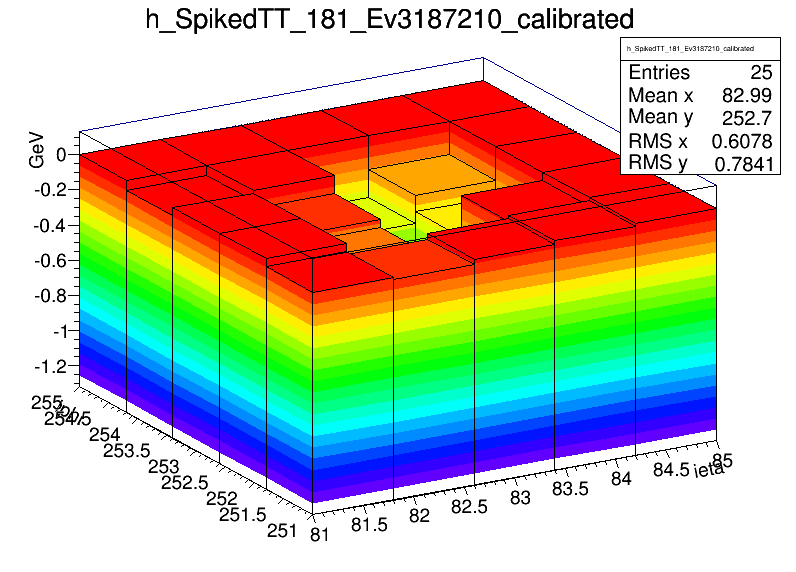 h_SpikedTT_181_Ev3187210_calibrated
h_SpikedTT_181_Ev3187210_calibrated
Entries 25
Mean x 82.99
Mean y 252.7
RMS x 0.6078
RMS y 0.7841
GeV
0
-0.2
-0.4
-0.6
-0.8
-1
-1.2
255
254.5
254
253.5
253
252.5
252
251.5
251
81
81.5
82
82.5
83
83.5
84
84.5
85
ieta